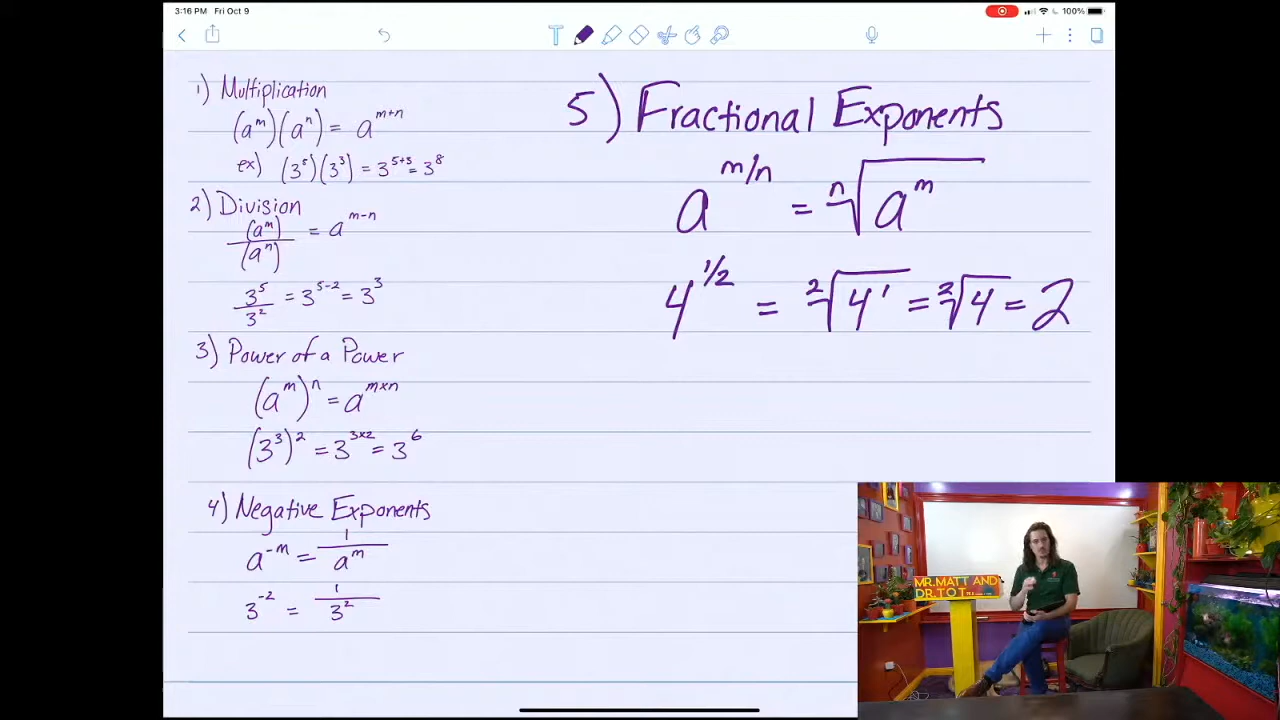 3:16 PM Fri Oct 9
100%
1) Multiplication
(a^m)(a^n) = a^{m+n}
ex) (3^5)(3^3) = 3^{5+3} = 3^8
2) Division
(a^m)/(a^n) = a^{m-n}
3^5/3^2 = 3^{5-2} = 3^3
3) Power of a Power
(a^m)^n = a^{m×n}
(3^3)^2 = 3^{3×2} = 3^6
4) Negative Exponents
a^{-m} = 1/a^m
3^{-2} = 1/3^2
5) Fractional Exponents
a^{m/n} = ⁿ√(a^m)
4^{1/2} = ²√(4^1) = ²√4 = 2
MR.MATT AND
DR.TOT